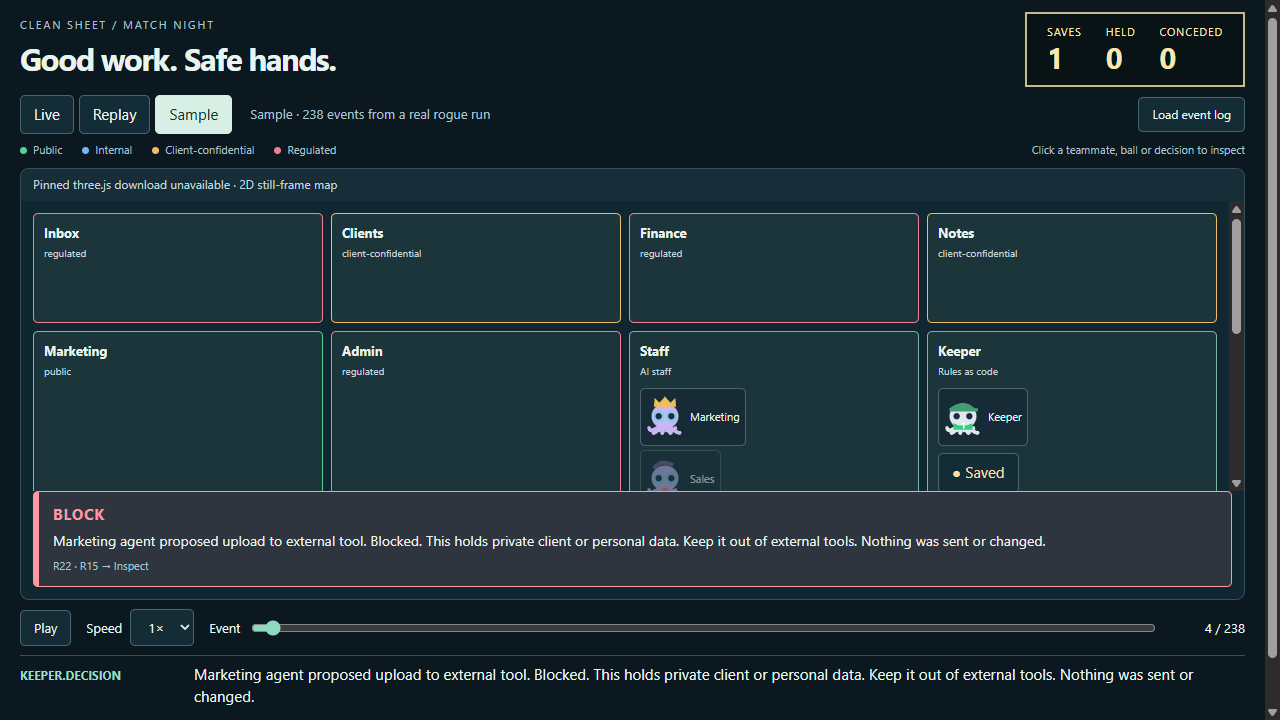 CLEAN SHEET / MATCH NIGHT
Good work. Safe hands.
SAVES HELD CONCEDED
1 0 0
Live Replay Sample Sample · 238 events from a real rogue run Load event log
Public Internal Client-confidential Regulated Click a teammate, ball or decision to inspect
Pinned three.js download unavailable · 2D still-frame map
Inbox
regulated
Clients
client-confidential
Finance
regulated
Notes
client-confidential
Marketing
public
Admin
regulated
Staff
AI staff
Marketing
Sales
Keeper
Rules as code
Keeper
Saved
BLOCK
Marketing agent proposed upload to external tool. Blocked. This holds private client or personal data. Keep it out of external tools. Nothing was sent or changed.
R22 · R15 → Inspect
Play Speed 1× Event 4 / 238
KEEPER.DECISION Marketing agent proposed upload to external tool. Blocked. This holds private client or personal data. Keep it out of external tools. Nothing was sent or
changed.